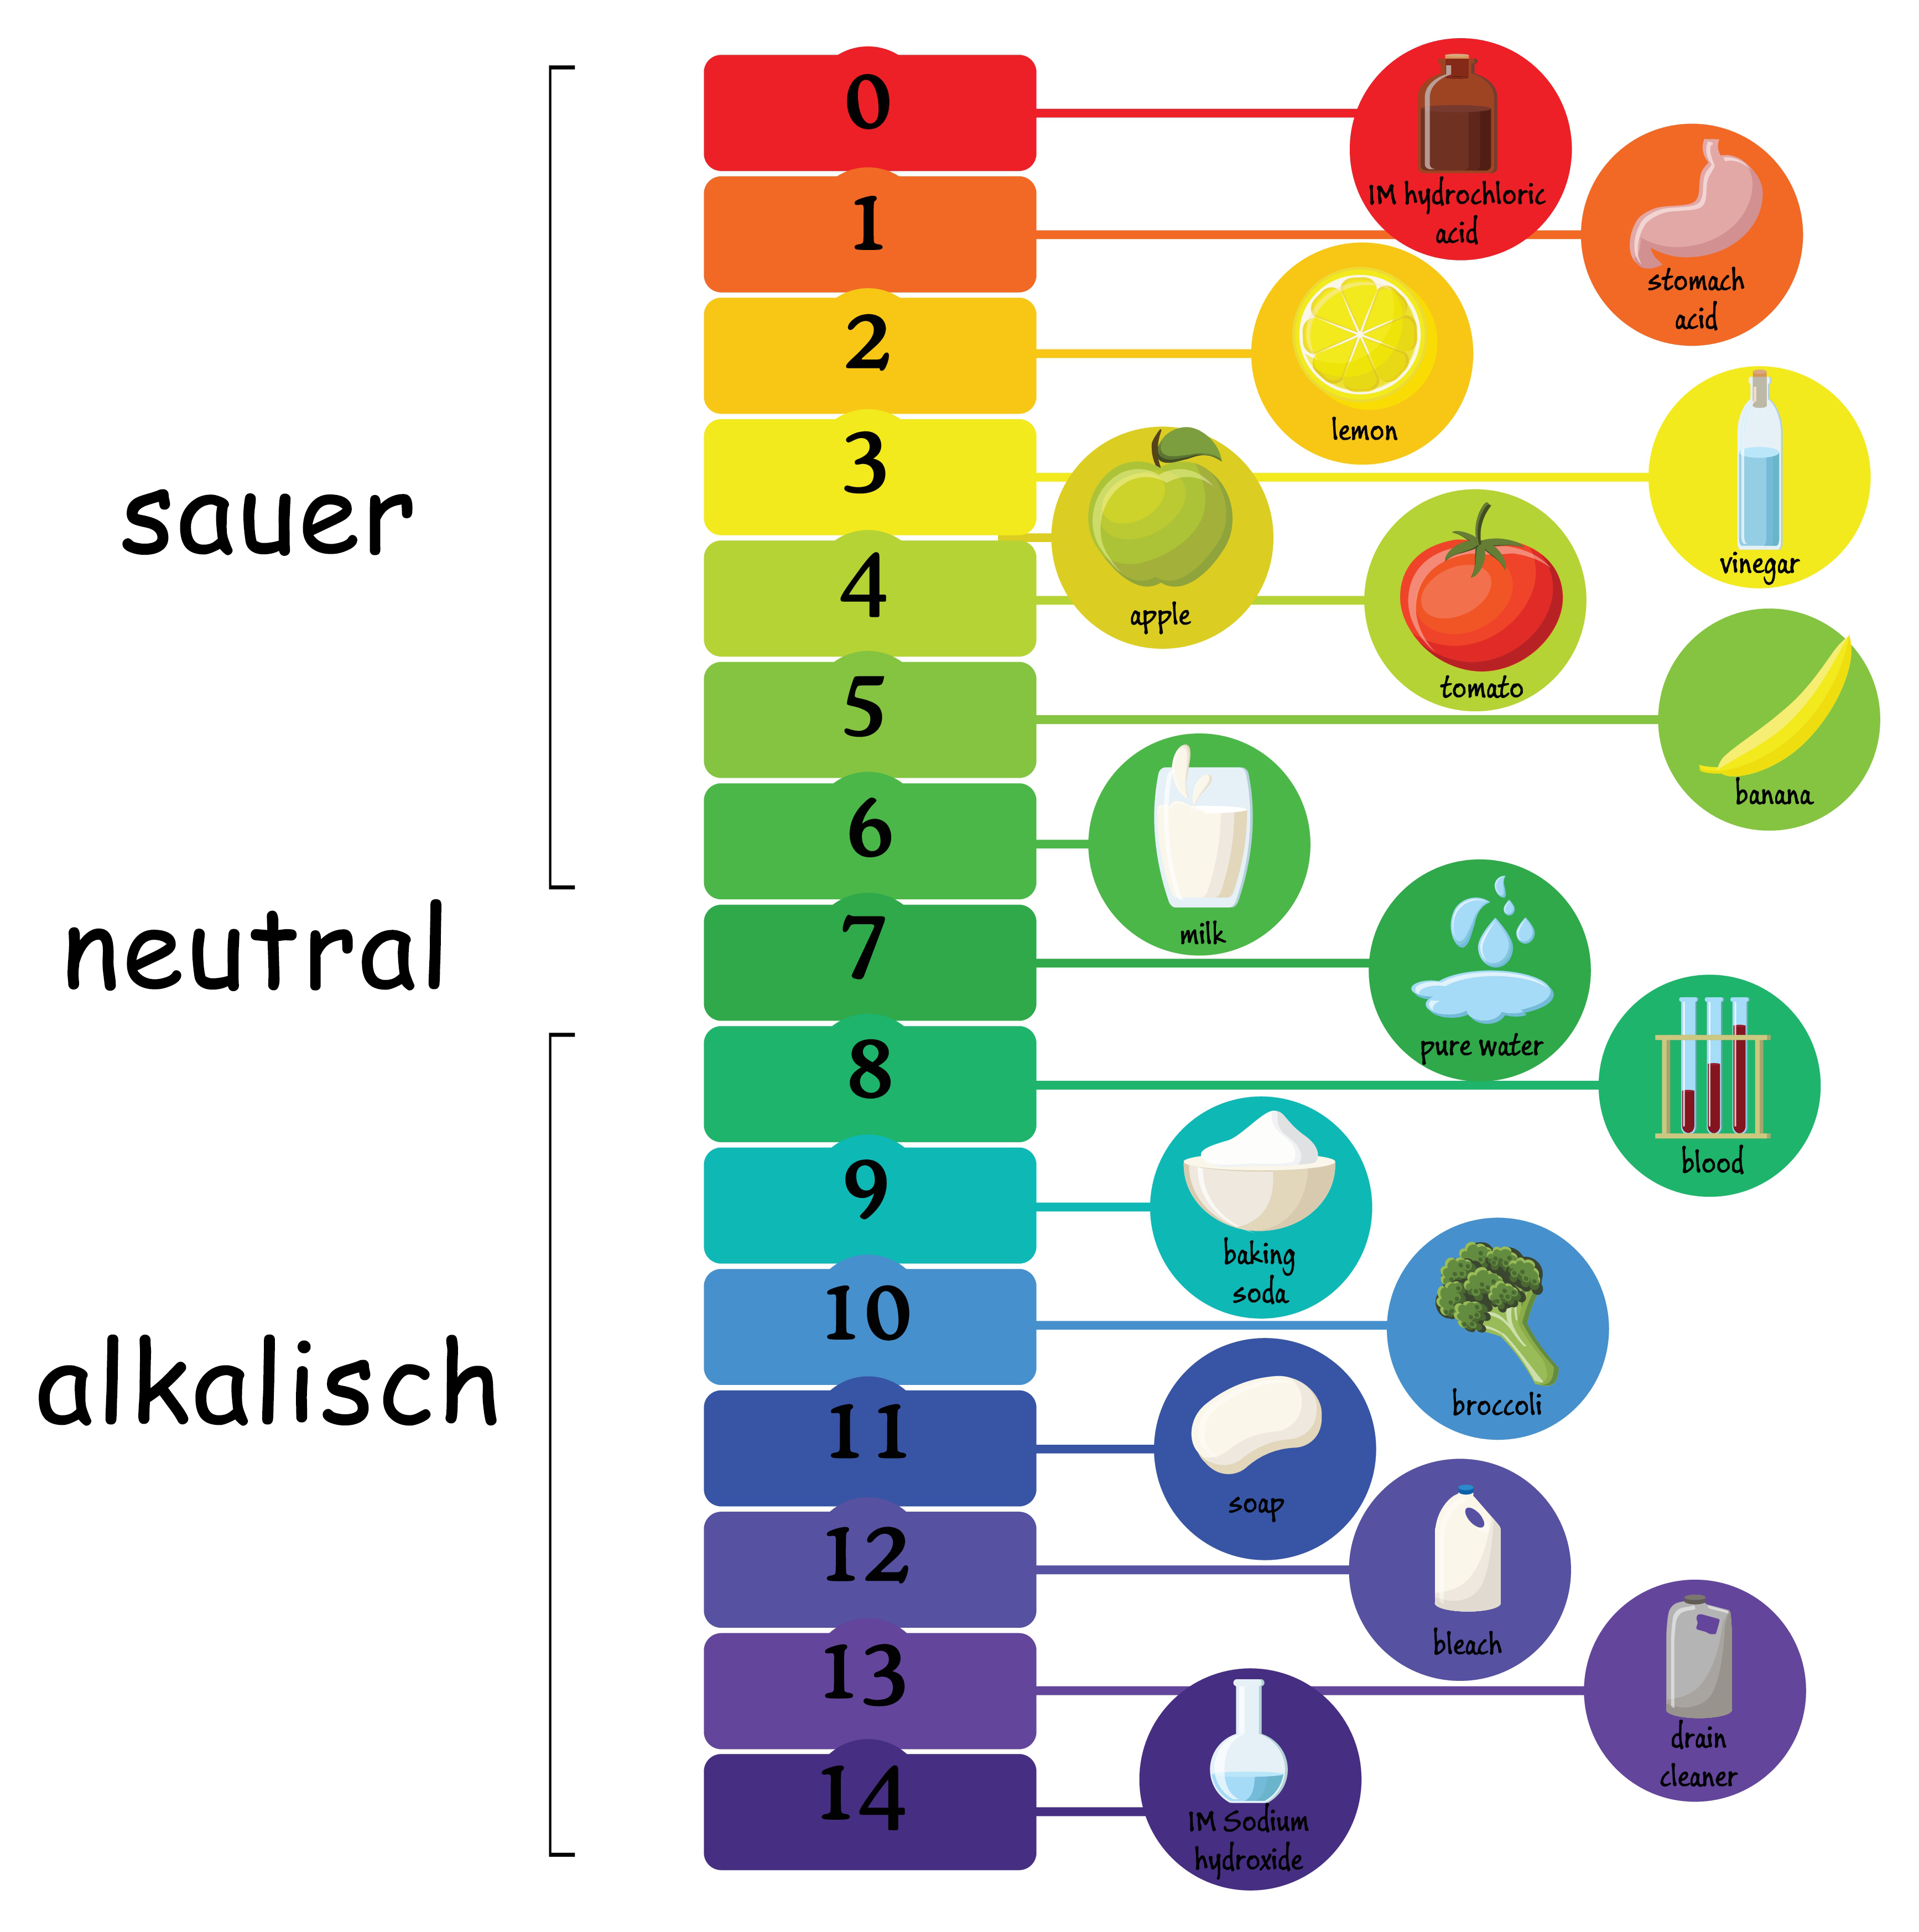 0
1M hydrochloric
acid
1
stomach
acid
2
lemon
3
vinegar
sauer
apple
4
tomato
5
banana
6
milk
neutral
7
pure water
8
blood
9
baking
soda
10
broccoli
alkalisch
11
soap
12
bleach
13
drain
cleaner
14
1M Sodium
hydroxide